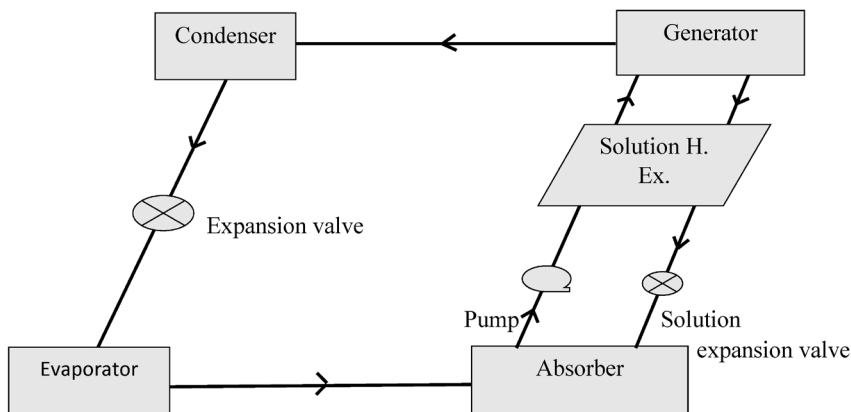 Condenser
Generator
Solution H.
Ex.
Expansion valve
Pump
Solution
expansion valve
Evaporator
Absorber